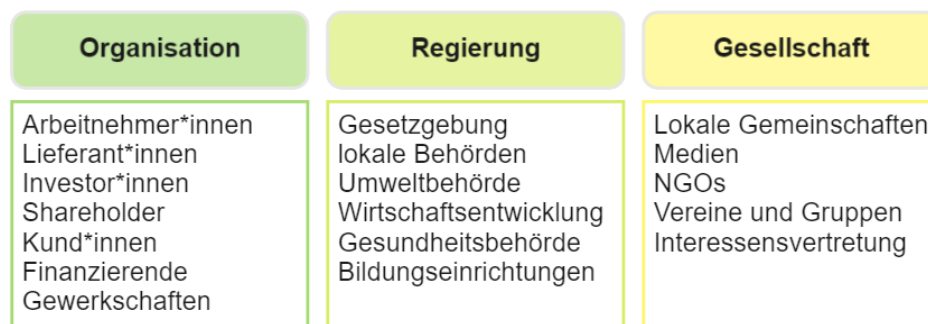 Organisation
Arbeitnehmer*innen
Lieferant*innen
Investor*innen
Shareholder
Kund*innen
Finanzierende
Gewerkschaften
Regierung
Gesetzgebung
lokale Behörden
Umweltbehörde
Wirtschaftsentwicklung
Gesundheitsbehörde
Bildungseinrichtungen
Gesellschaft
Lokale Gemeinschaften
Medien
NGOs
Vereine und Gruppen
Interessensvertretung